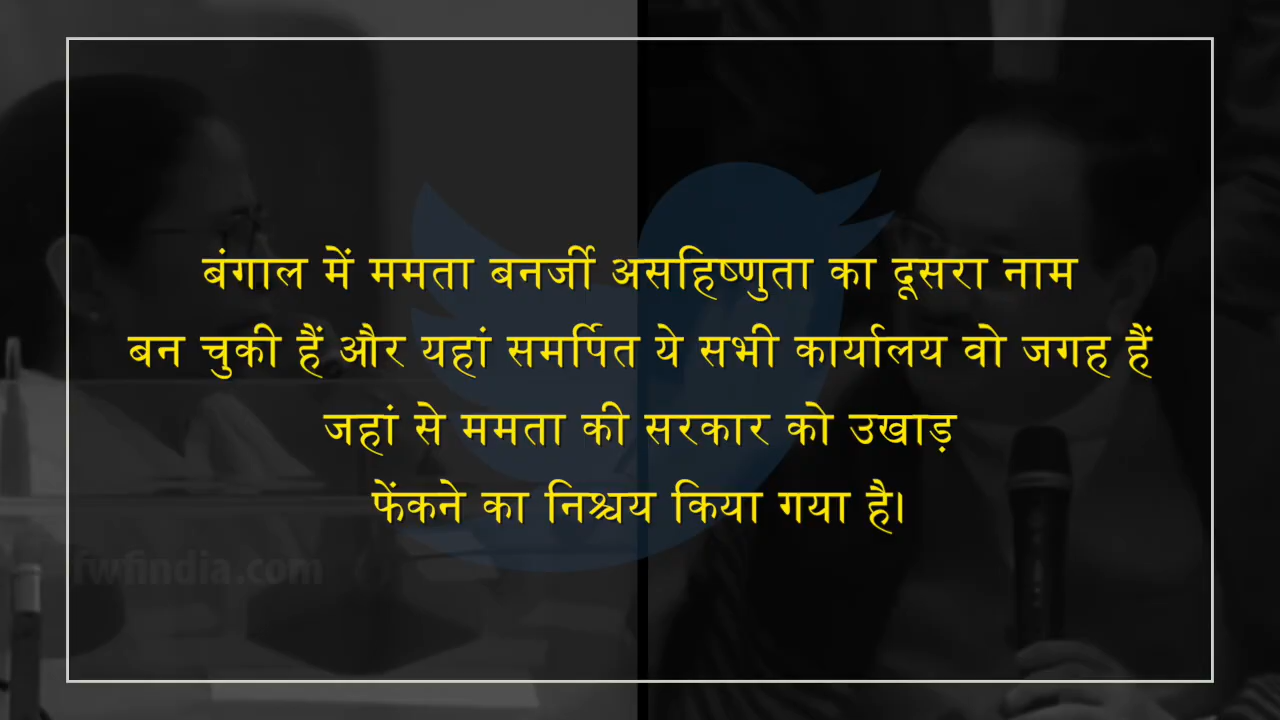 बंगाल में ममता बनर्जी असहिष्णुता का दूसरा नाम
बन चुकी हैं और यहां समर्पित ये सभी कार्यालय वो जगह हैं
जहां से ममता की सरकार को उखाड़
फेंकने का निश्चय किया गया है।
fwfindia.com